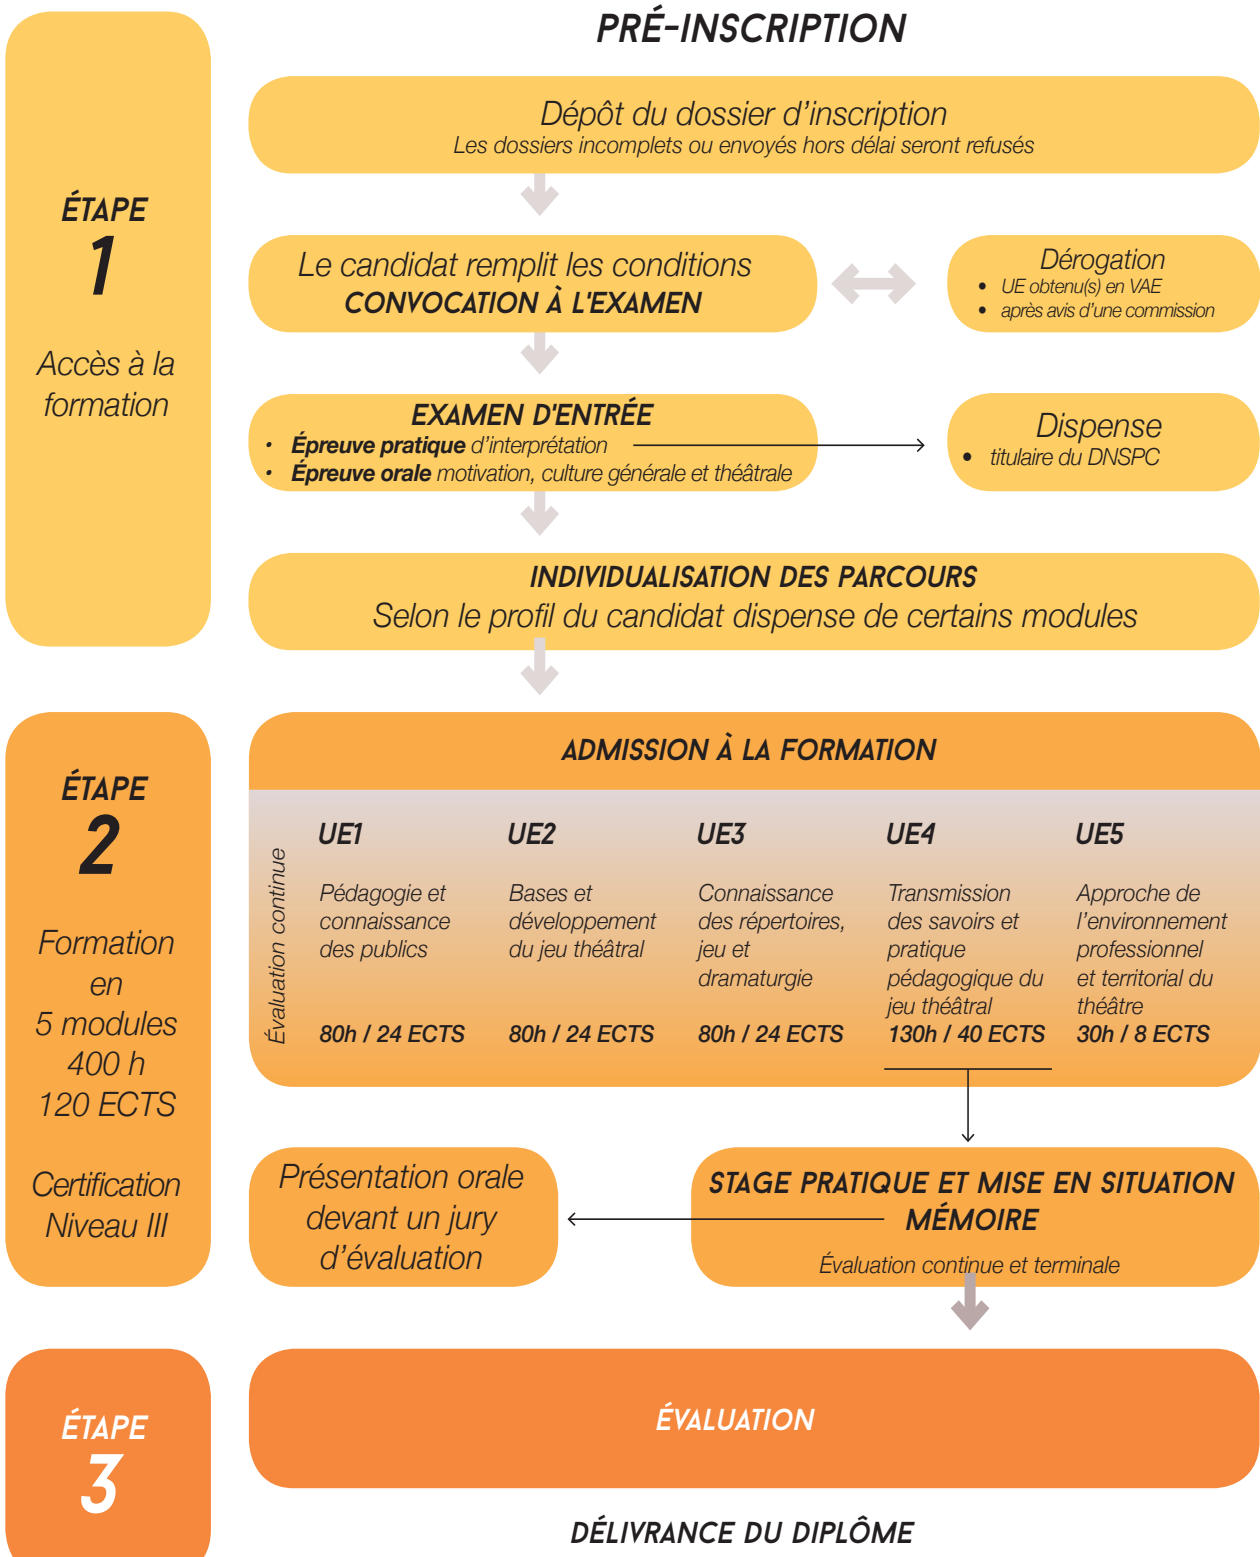 PRÉ-INSCRIPTION
ÉTAPE
1
Accès à la
formation
Dépôt du dossier d'inscription
Les dossiers incomplets ou envoyés hors délai seront refusés
Le candidat remplit les conditions
CONVOCATION À L'EXAMEN
Dérogation
• UE obtenu(s) en VAE
• après avis d'une commission
EXAMEN D'ENTRÉE
• Épreuve pratique d'interprétation
• Épreuve orale motivation, culture générale et théâtrale
Dispense
• titulaire du DNSPC
INDIVIDUALISATION DES PARCOURS
Selon le profil du candidat dispense de certains modules
ÉTAPE
2
Formation
en
5 modules
400 h
120 ECTS
Certification
Niveau III
ADMISSION À LA FORMATION
Évaluation continue
UE1
Pédagogie et
connaissance
des publics
80h / 24 ECTS
UE2
Bases et
développement
du jeu théâtral
80h / 24 ECTS
UE3
Connaissance
des répertoires,
jeu et
dramaturgie
80h / 24 ECTS
UE4
Transmission
des savoirs et
pratique
pédagogique du
jeu théâtral
130h / 40 ECTS
UE5
Approche de
l'environnement
professionnel
et territorial du
théâtre
30h / 8 ECTS
Présentation orale
devant un jury
d'évaluation
STAGE PRATIQUE ET MISE EN SITUATION
MÉMOIRE
Évaluation continue et terminale
ÉTAPE
3
ÉVALUATION
DÉLIVRANCE DU DIPLÔME